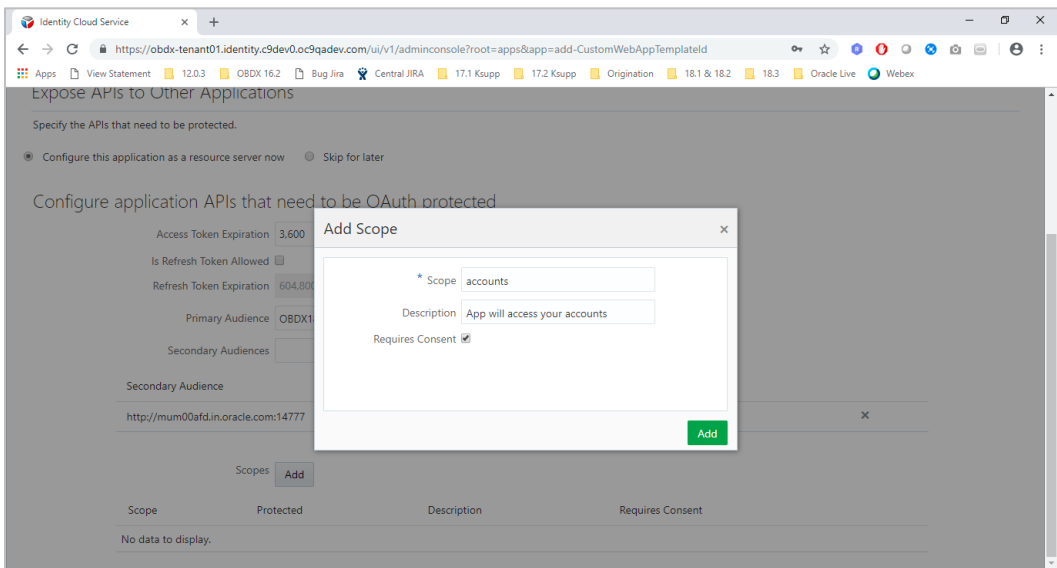 Identity Cloud Service
https://obdx-tenant01.identity.c9dev0.oc9qadev.com/ui/v1/adminconsole?root=apps&app=add-CustomWebAppTemplateId
Apps View Statement 12.0.3 OBDX 16.2 Bug Jira Central JIRA 17.1 Ksupp 17.2 Ksupp Origination 18.1 & 18.2 18.3 Oracle Live Webex
Expose APIs to Other Applications
Specify the APIs that need to be protected.
Configure this application as a resource server now Skip for later
Configure application APIs that need to be OAuth protected
Access Token Expiration 3,600
Is Refresh Token Allowed
Refresh Token Expiration 604,800
Primary Audience OBDX1
Secondary Audiences
Secondary Audience
http://mum00afd.in.oracle.com:14777
Scopes Add
Scope Protected Description Requires Consent
No data to display.
Add Scope
* Scope accounts
Description App will access your accounts
Requires Consent
Add